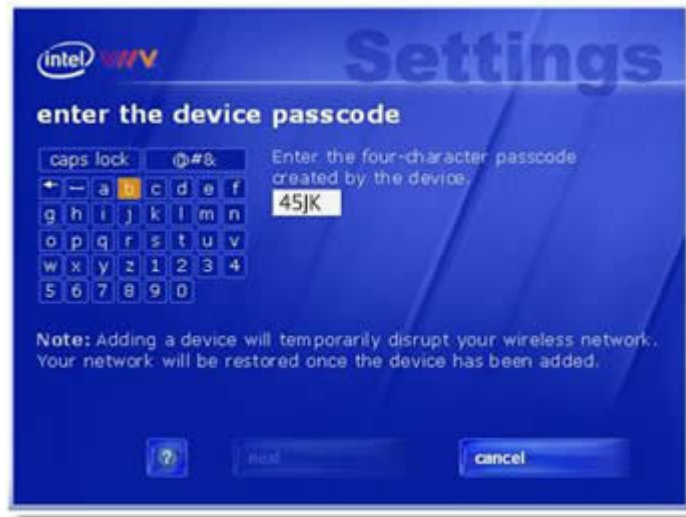 intel VIIV
Settings
enter the device passcode
caps lock @#&
a b c d e f
g h i j k l m n
o p q r s t u v
w x y z 1 2 3 4
5 6 7 8 9 0
Enter the four-character passcode
created by the device.
45JK
Note: Adding a device will temporarily disrupt your wireless network.
Your network will be restored once the device has been added.
? next cancel